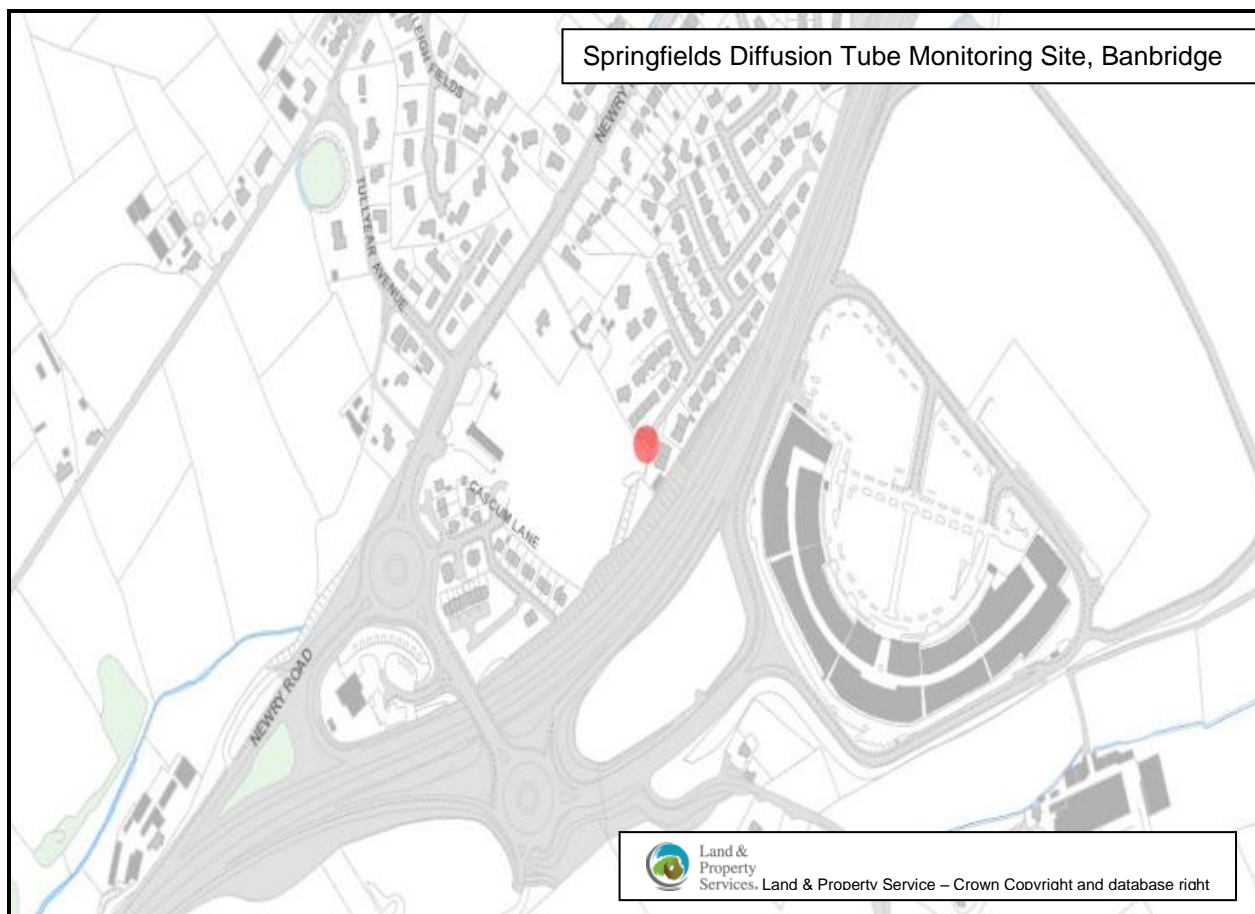 Springfields Diffusion Tube Monitoring Site, Banbridge
LEIGH FIELDS
NEWRY
TULLYEAR AVENUE
CASCUM LANE
NEWRY ROAD
Land &
Property
Services. Land & Property Service – Crown Copyright and database right